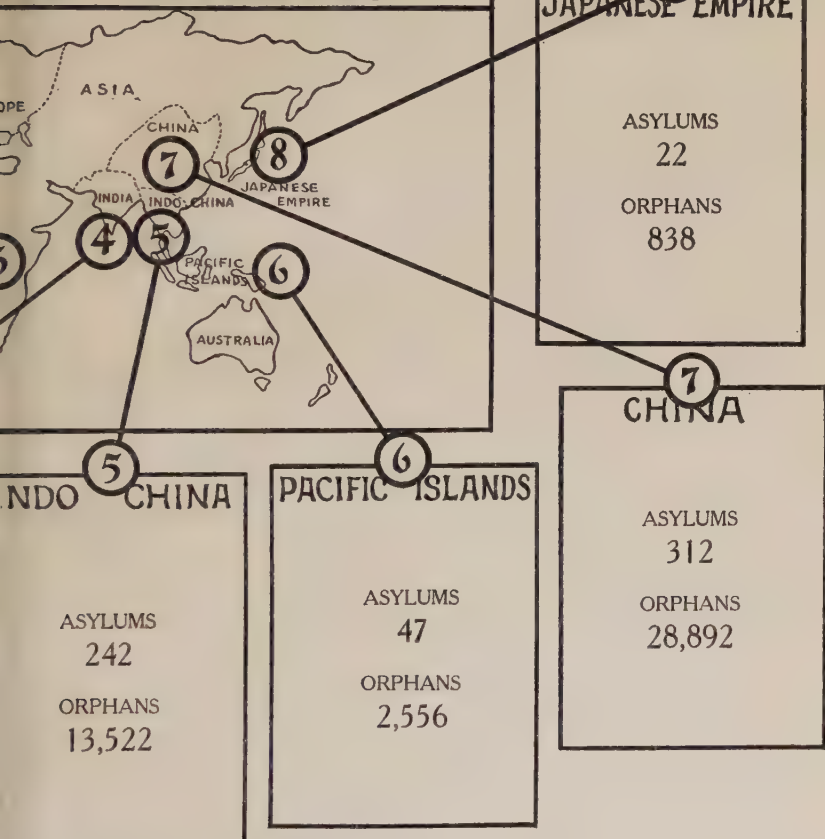 JAPANESE EMPIRE
ASYLUMS
22
ORPHANS
838
ASIA
CHINA
7
8
JAPANESE
EMPIRE
INDIA
INDO-CHINA
4
5
PACIFIC
ISLANDS
6
AUSTRALIA
7
CHINA
ASYLUMS
312
ORPHANS
28,892
5
CHINA
ASYLUMS
242
ORPHANS
13,522
6
PACIFIC ISLANDS
ASYLUMS
47
ORPHANS
2,556